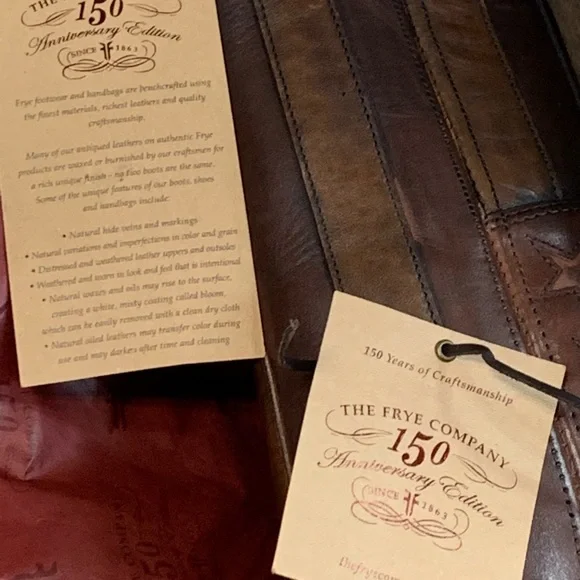 THE
150
Anniversary Edition
SINCE 1863
Frye footwear and handbags are benchcrafted using
the finest materials, richest leathers and quality
craftsmanship.
Many of our antiqued leathers on authentic Frye
products are waxed or burnished by our craftsmen for
a rich unique finish - no two boots are the same.
Some of the unique features of our boots, shoes
and handbags include:
• Natural hide veins and markings
• Natural variations and imperfections in color and grain
• Distressed and weathered leather uppers and outsoles
• Weathered and worn in look and feel that is intentional
• Natural waxes and oils may rise to the surface,
creating a white, misty coating called bloom,
which can be easily removed with a clean dry cloth
• Natural oiled leathers may transfer color during
use and may darken after time and cleaning
150 Years of Craftsmanship
THE FRYE COMPANY
150
Anniversary Edition
SINCE 1863